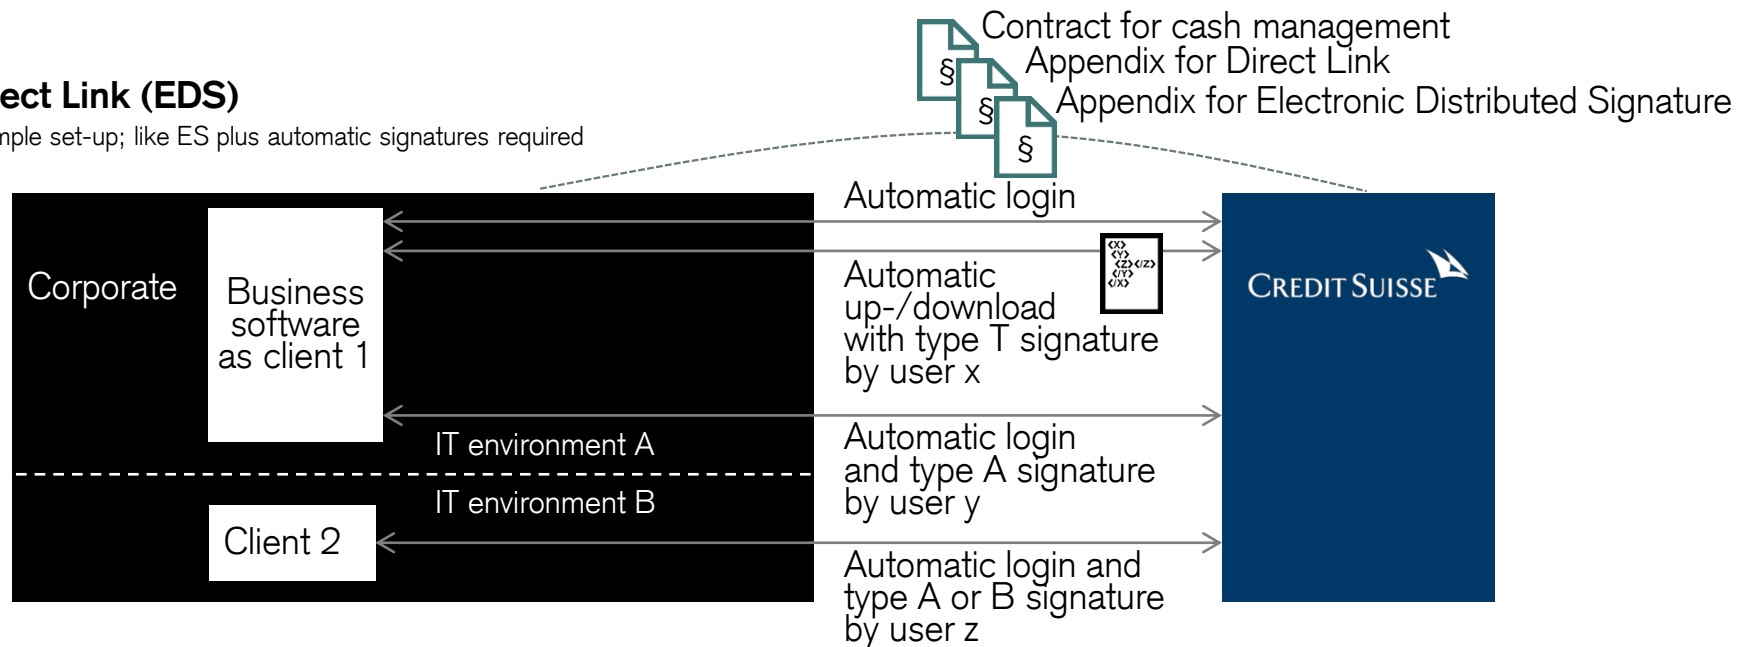 Contract for cash management
Appendix for Direct Link
Appendix for Electronic Distributed Signature
§
§
§
ect Link (EDS)
mple set-up; like ES plus automatic signatures required
Corporate
Business
software
as client 1
IT environment A
IT environment B
Client 2
Automatic login
Automatic
up-/download
with type T signature
by user x
<X>
<Y>
<Z></Z>
</Y>
</X>
Automatic login
and type A signature
by user y
Automatic login and
type A or B signature
by user z
CREDIT SUISSE